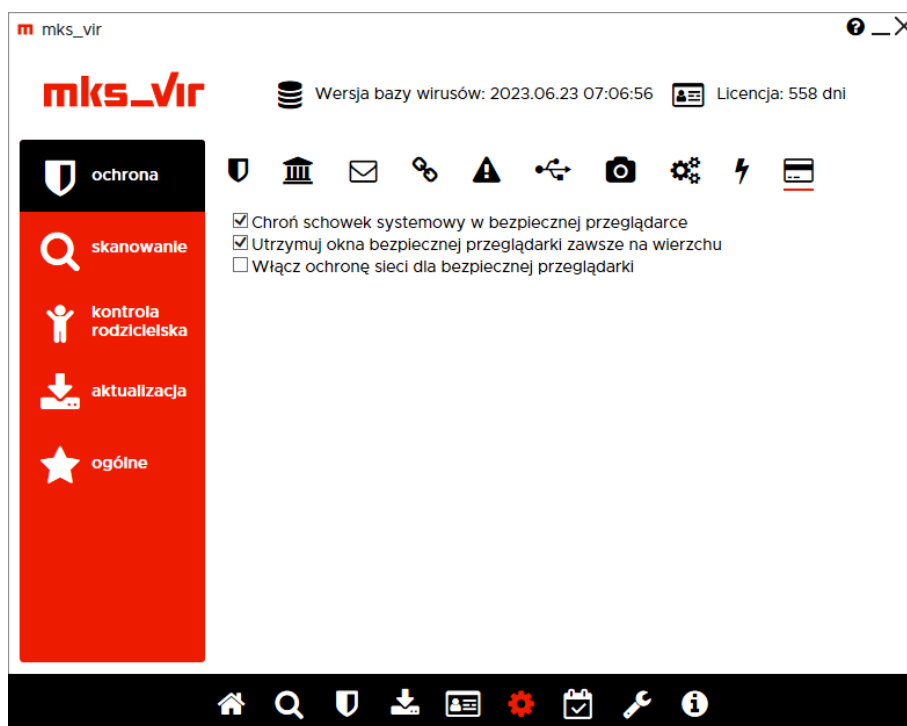 mks_vir
mks_vir
Wersja bazy wirusów: 2023.06.23 07:06:56
Licencja: 558 dni
ochrona
skanowanie
kontrola
rodzicielska
aktualizacja
ogólne
Chroń schowek systemowy w bezpiecznej przeglądarce
Utrzymuj okna bezpiecznej przeglądarki zawsze na wierzchu
Włącz ochronę sieci dla bezpiecznej przeglądarki